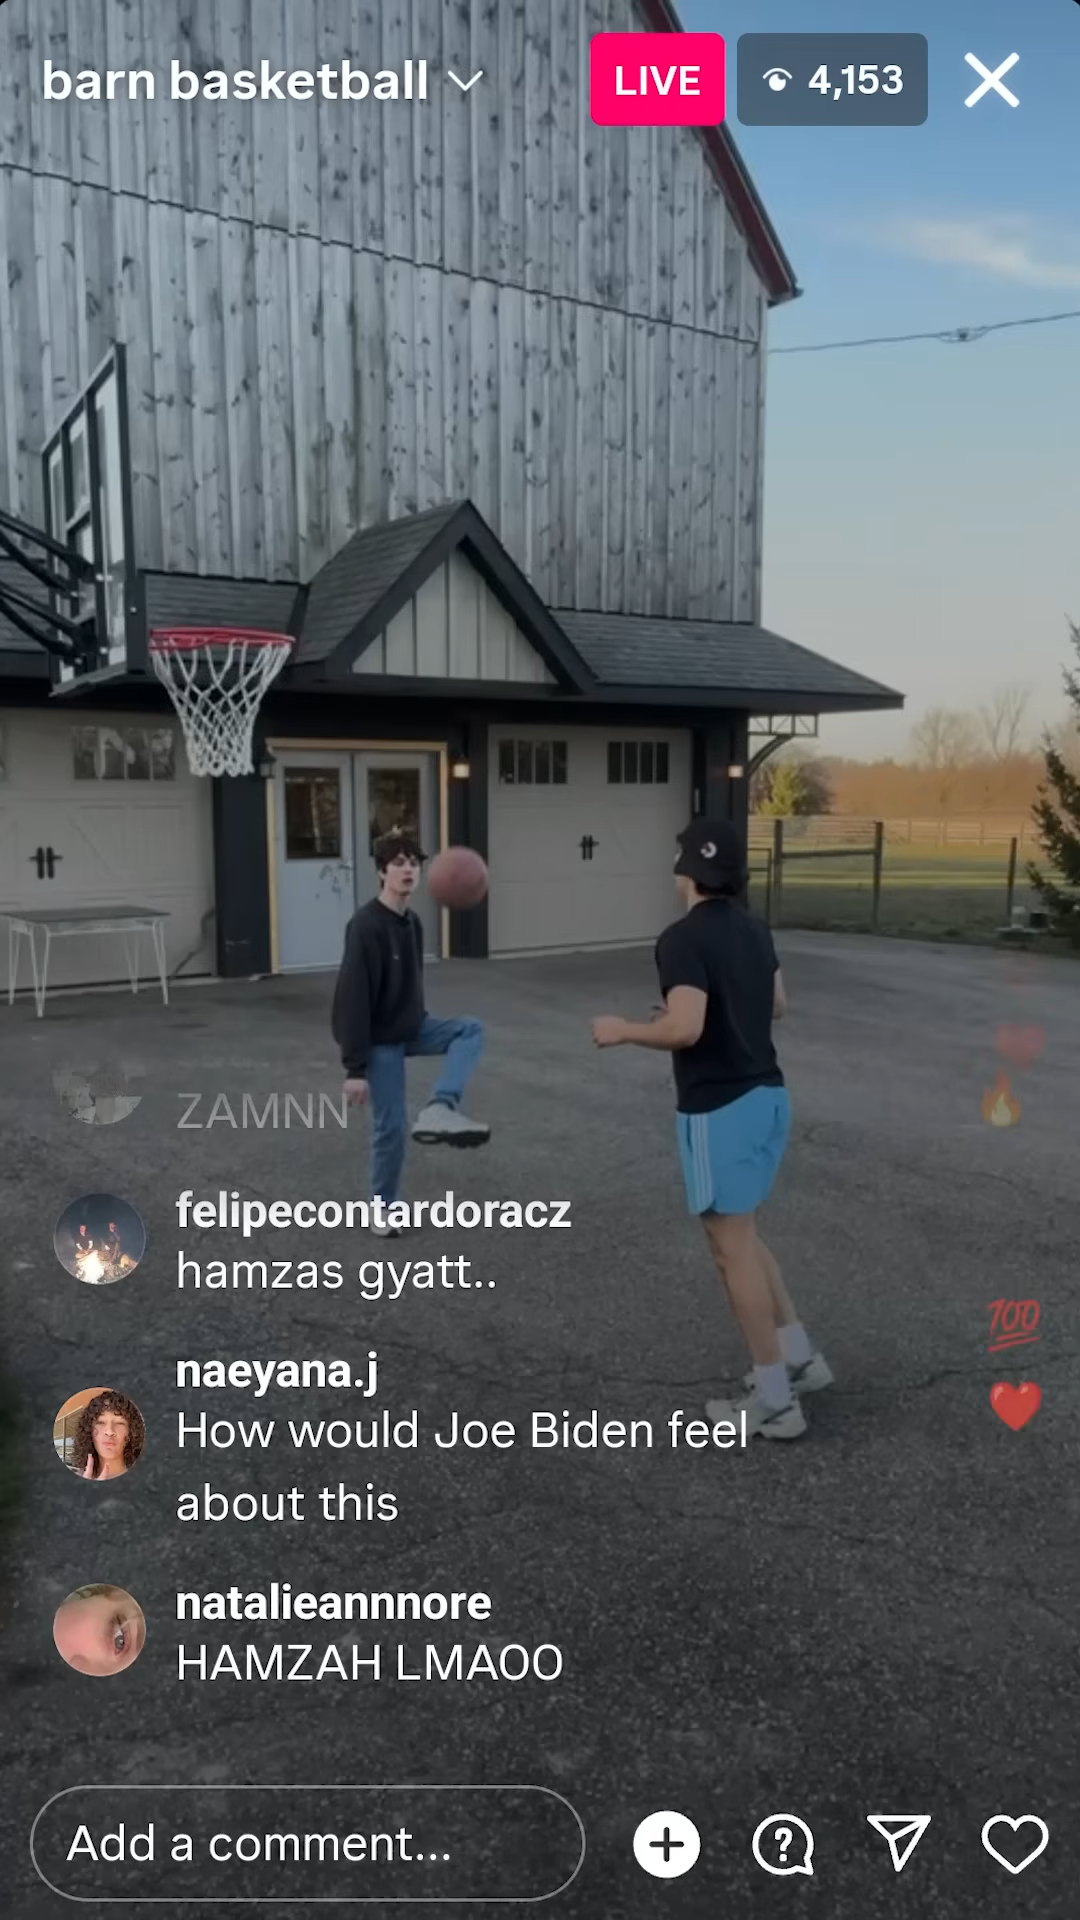 barn basketball
LIVE
4,153
ZAMNN
felipecontardoracz
hamzas gyatt..
naeyana.j
How would Joe Biden feel
about this
natalieannnore
HAMZAH LMAOO
Add a comment...
💯